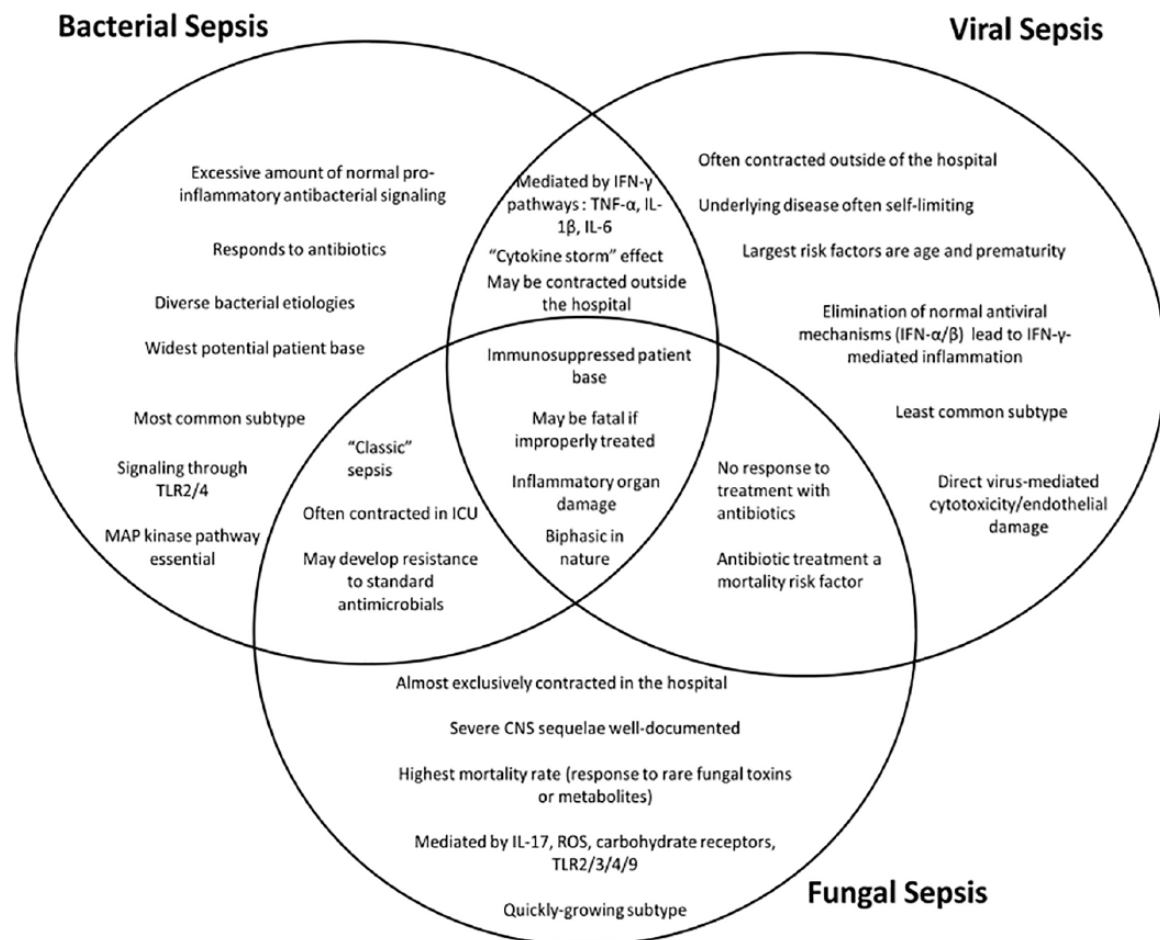 Bacterial Sepsis
Viral Sepsis
Excessive amount of normal pro-
inflammatory antibacterial signaling
Responds to antibiotics
Diverse bacterial etiologies
Widest potential patient base
Most common subtype
Signaling through
TLR2/4
MAP kinase pathway
essential
Mediated by IFN-γ
pathways : TNF-α, IL-
1β, IL-6
“Cytokine storm” effect
May be contracted outside
the hospital
Often contracted outside of the hospital
Underlying disease often self-limiting
Largest risk factors are age and prematurity
Elimination of normal antiviral
mechanisms (IFN-α/β) lead to IFN-γ-
mediated inflammation
Least common subtype
Direct virus-mediated
cytotoxicity/endothelial
damage
Immunosuppressed patient
base
May be fatal if
improperly treated
Inflammatory organ
damage
Biphasic in
nature
“Classic”
sepsis
Often contracted in ICU
May develop resistance
to standard
antimicrobials
No response to
treatment with
antibiotics
Antibiotic treatment a
mortality risk factor
Almost exclusively contracted in the hospital
Severe CNS sequelae well-documented
Highest mortality rate (response to rare fungal toxins
or metabolites)
Mediated by IL-17, ROS, carbohydrate receptors,
TLR2/3/4/9
Quickly-growing subtype
Fungal Sepsis